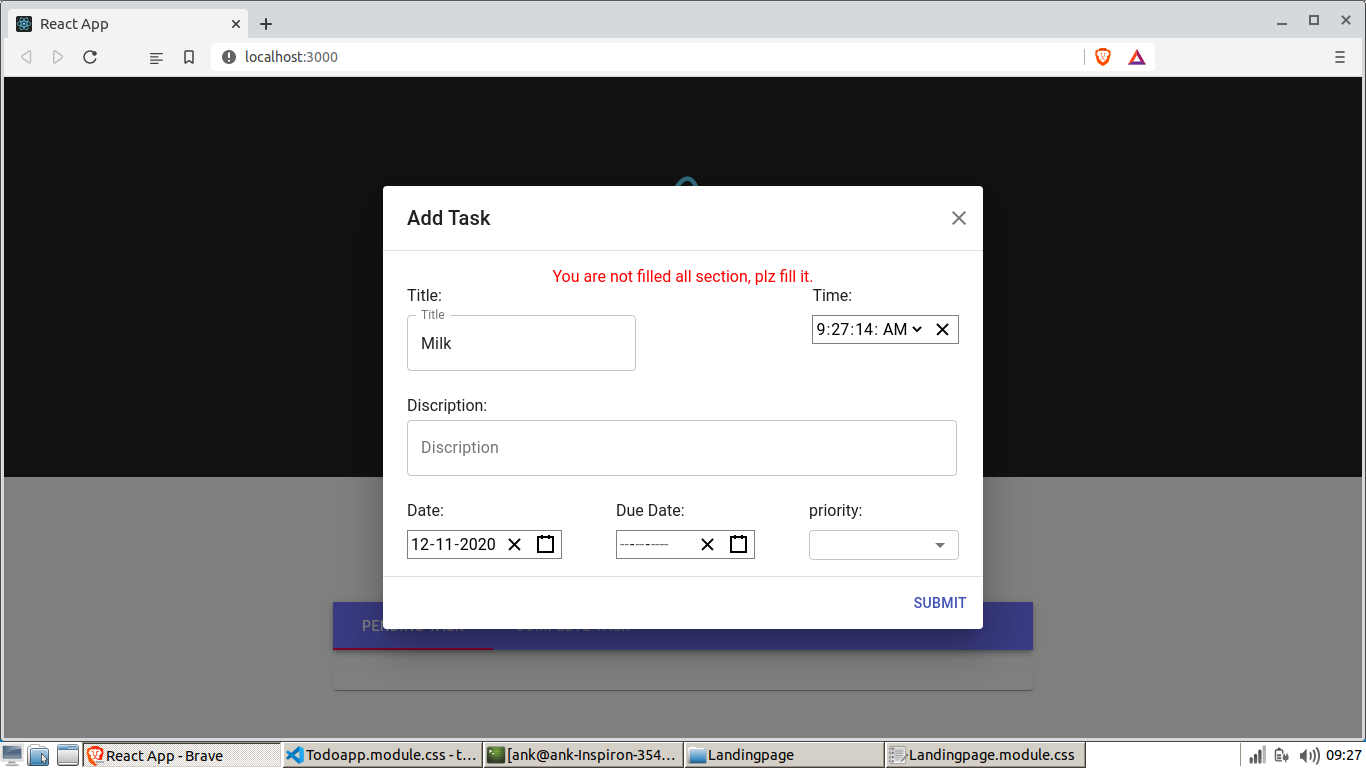 React App
localhost:3000
Add Task
You are not filled all section, plz fill it.
Title:
Time:
Title
Milk
9:27:14: AM
Discription:
Discription
Date:
Due Date:
priority:
12-11-2020
--------
SUBMIT
PENDING TASK
React App - Brave
Todoapp.module.css - t...
[ank@ank-Inspiron-354...
Landingpage
Landingpage.module.css
09:27